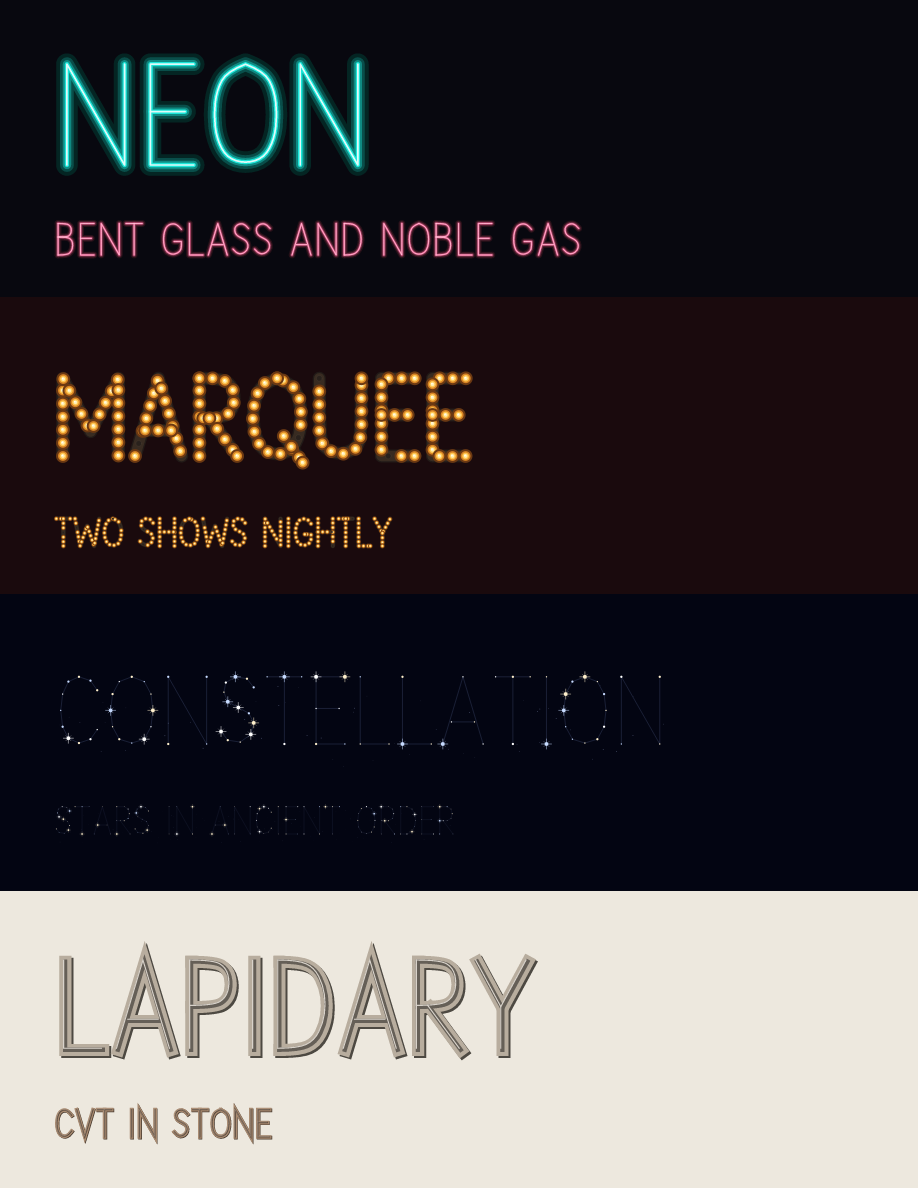 NEON
BENT GLASS AND NOBLE GAS
MARQUEE
TWO SHOWS NIGHTLY
CONSTELLATION
STARS IN ANCIENT ORDER
LAPIDARY
CVT IN STONE